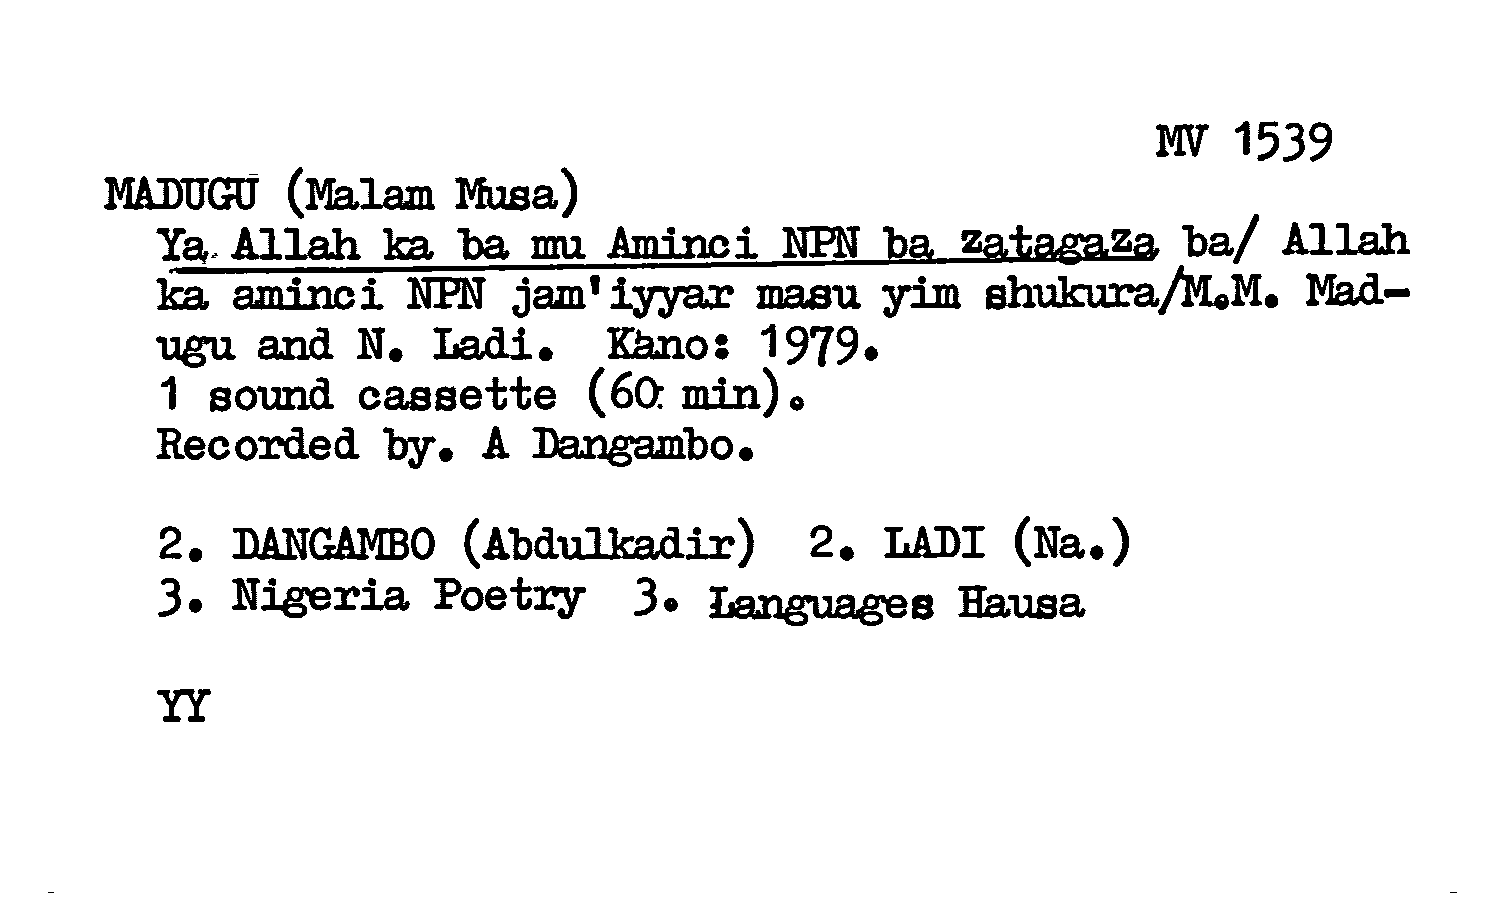 MV 1539
MADUGU (Malam Musa)
Ya Allah ka ba mu Aminci NPN ba zatagaza ba/ Allah
ka aminci NPN jam'iyyar masu yim shukura/M.M. Mad-
ugu and N. Ladi. Kano: 1979.
1 sound cassette (60 min).
Recorded by. A Dangambo.
2. DANGAMBO (Abdulkadir) 2. LADI (Na.)
3. Nigeria Poetry 3. Languages Hausa
YY